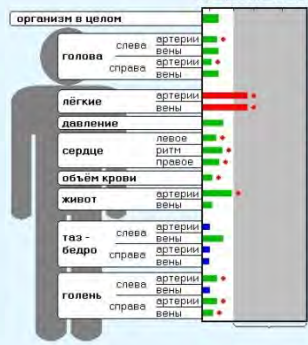 организм в целом
голова
слева
артерии
вены
справа
артерии
вены
лёгкие
артерии
вены
давление
сердце
левое
ритм
правое
объём крови
живот
артерии
вены
таз -
бедро
слева
артерии
вены
справа
артерии
вены
голень
слева
артерии
вены
справа
артерии
вены